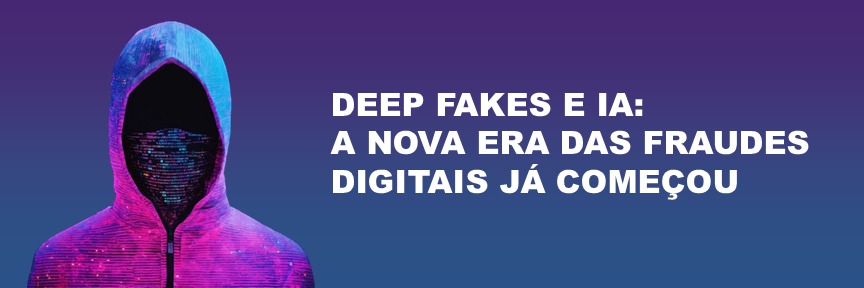 DEEP FAKES E IA:
A NOVA ERA DAS FRAUDES
DIGITAIS JÁ COMEÇOU